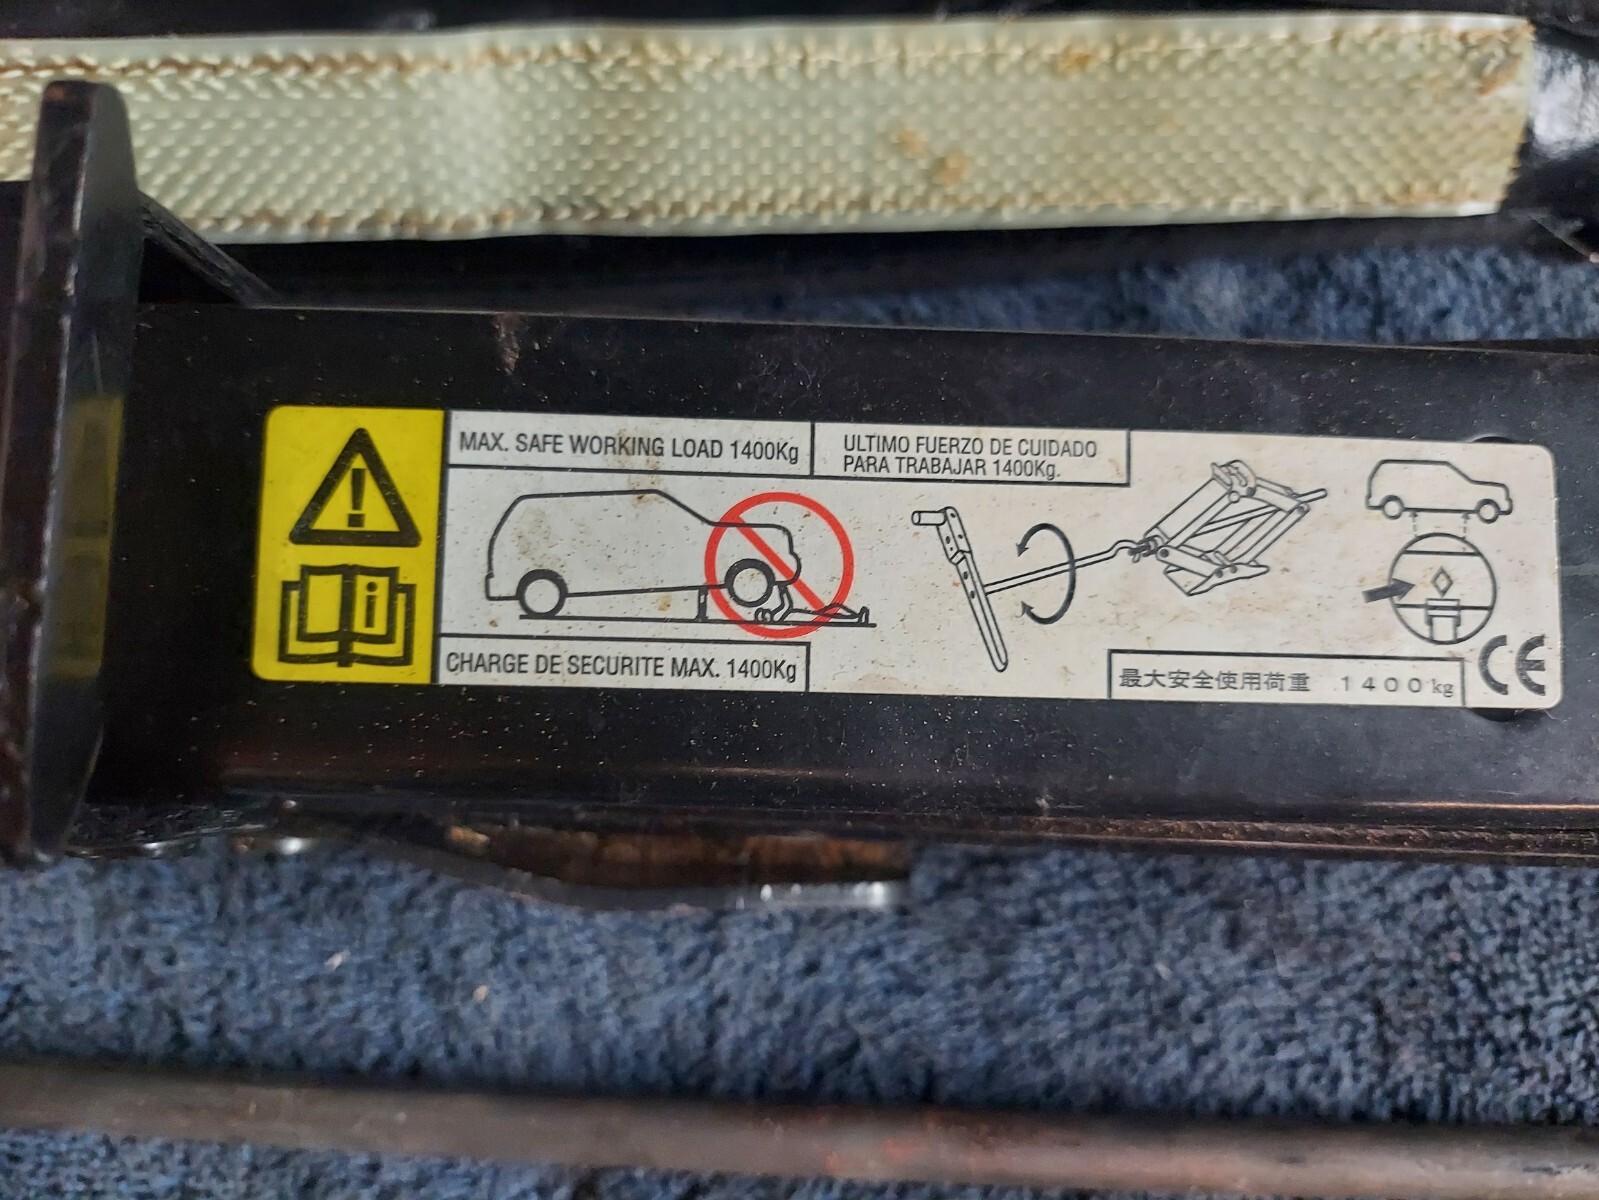 MAX. SAFE WORKING LOAD 1400Kg
ULTIMO FUERZO DE CUIDADO
PARA TRABAJAR 1400Kg.
CHARGE DE SECURITE MAX. 1400Kg
最大安全使用荷重 1400kg
CE